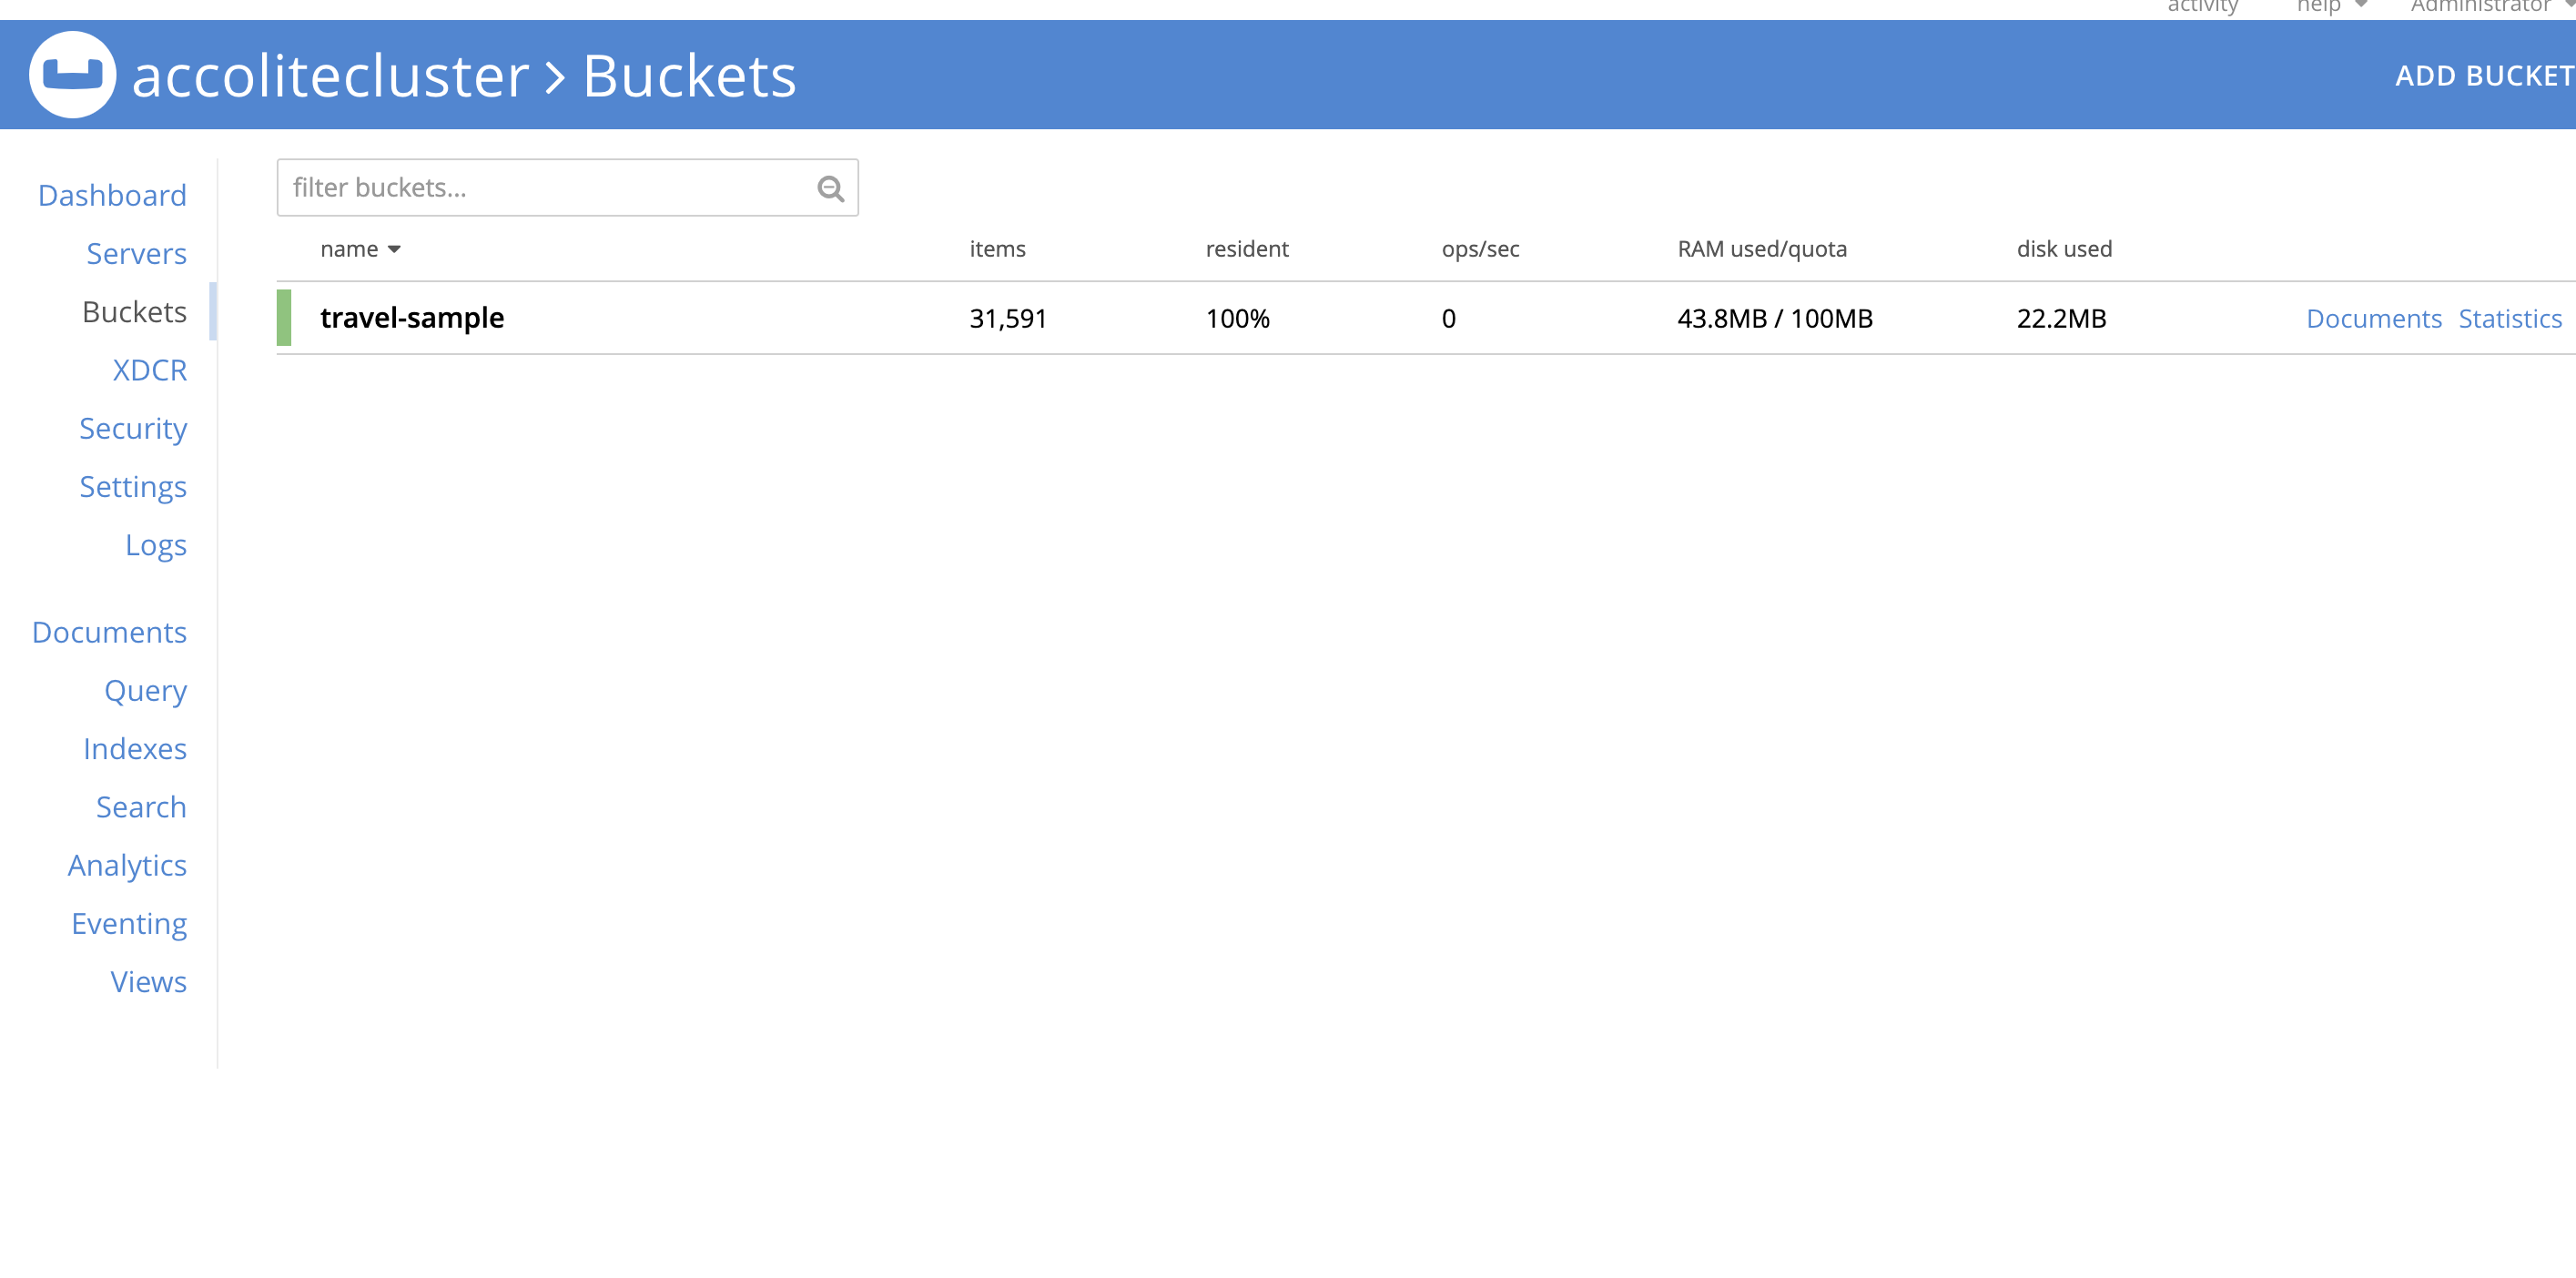 activity help Administrator
accolitecluster > Buckets ADD BUCKET
filter buckets...
Dashboard
Servers
Buckets
XDCR
Security
Settings
Logs
Documents
Query
Indexes
Search
Analytics
Eventing
Views
name items resident ops/sec RAM used/quota disk used
travel-sample 31,591 100% 0 43.8MB / 100MB 22.2MB Documents Statistics